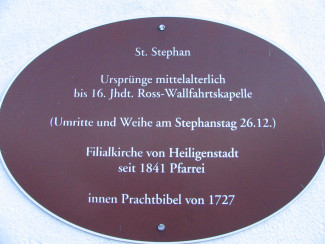 St. Stephan
Ursprünge mittelalterlich
bis 16. Jhdt. Ross-Wallfahrtskapelle
(Umritte und Weihe am Stephanstag 26.12.)
Filialkirche von Heiligenstadt
seit 1841 Pfarrei
innen Prachtbibel von 1727